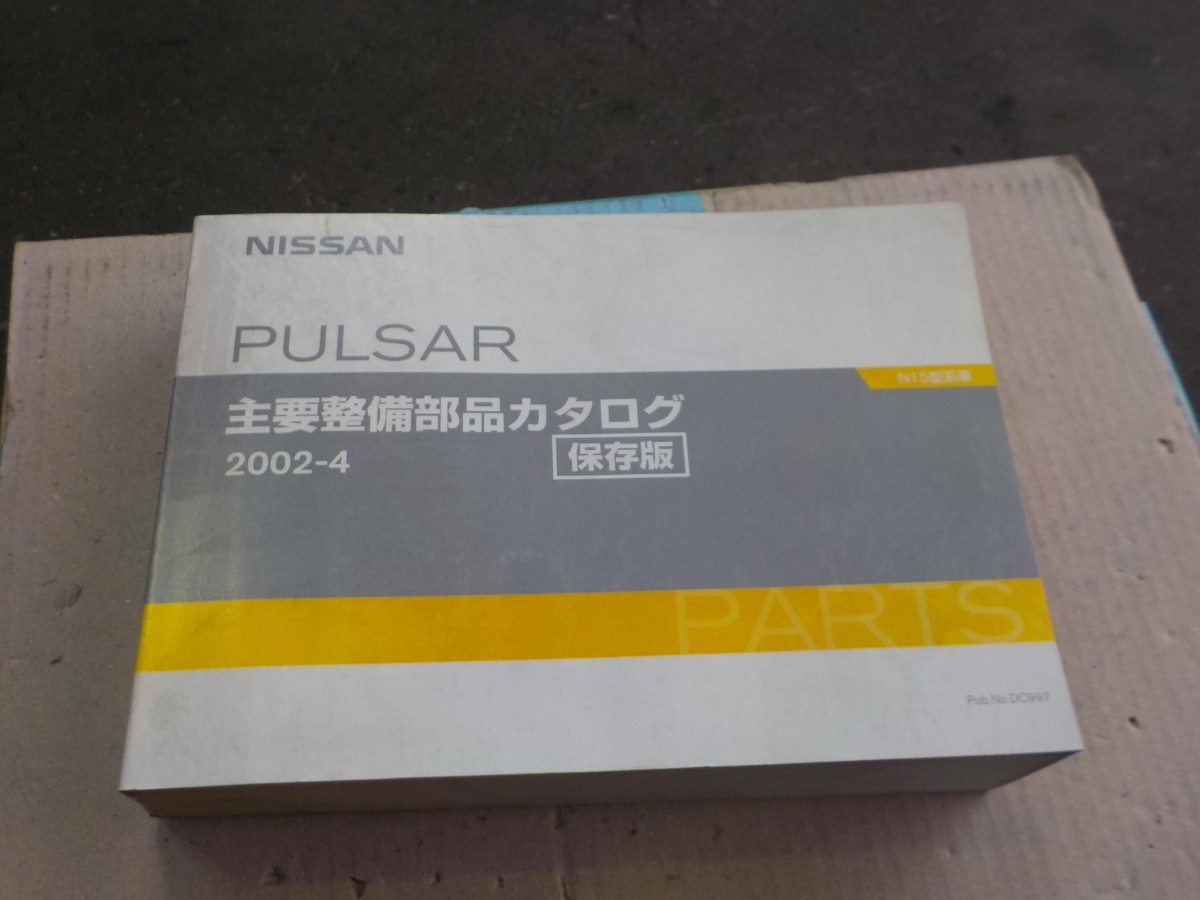 NISSAN
PULSAR
N15型系車
主要整備部品カタログ
2002-4
保存版
PARTS
Pub.No.DC997